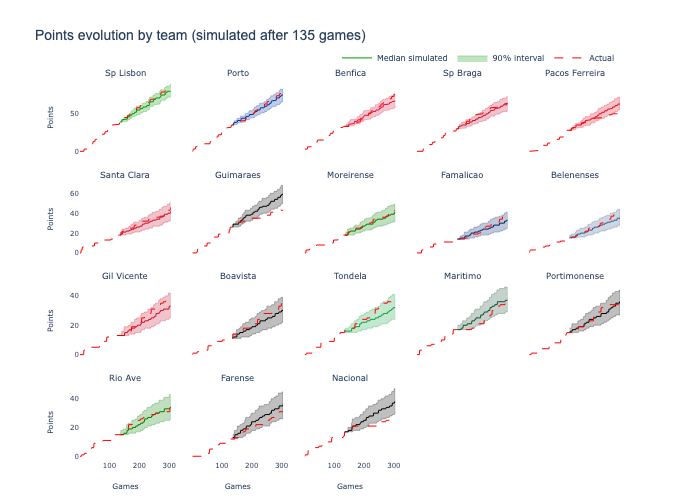 Points evolution by team (simulated after 135 games)
Median simulated 90% interval Actual
Sp Lisbon Porto Benfica Sp Braga Pacos Ferreira
50
0
Points
Santa Clara Guimaraes Moreirense Famalicao Belenenses
60
40
20
0
Points
Gil Vicente Boavista Tondela Maritimo Portimonense
40
20
0
Points
Rio Ave Farense Nacional
40
20
0
Points
100 200 300 100 200 300 100 200 300
Games Games Games